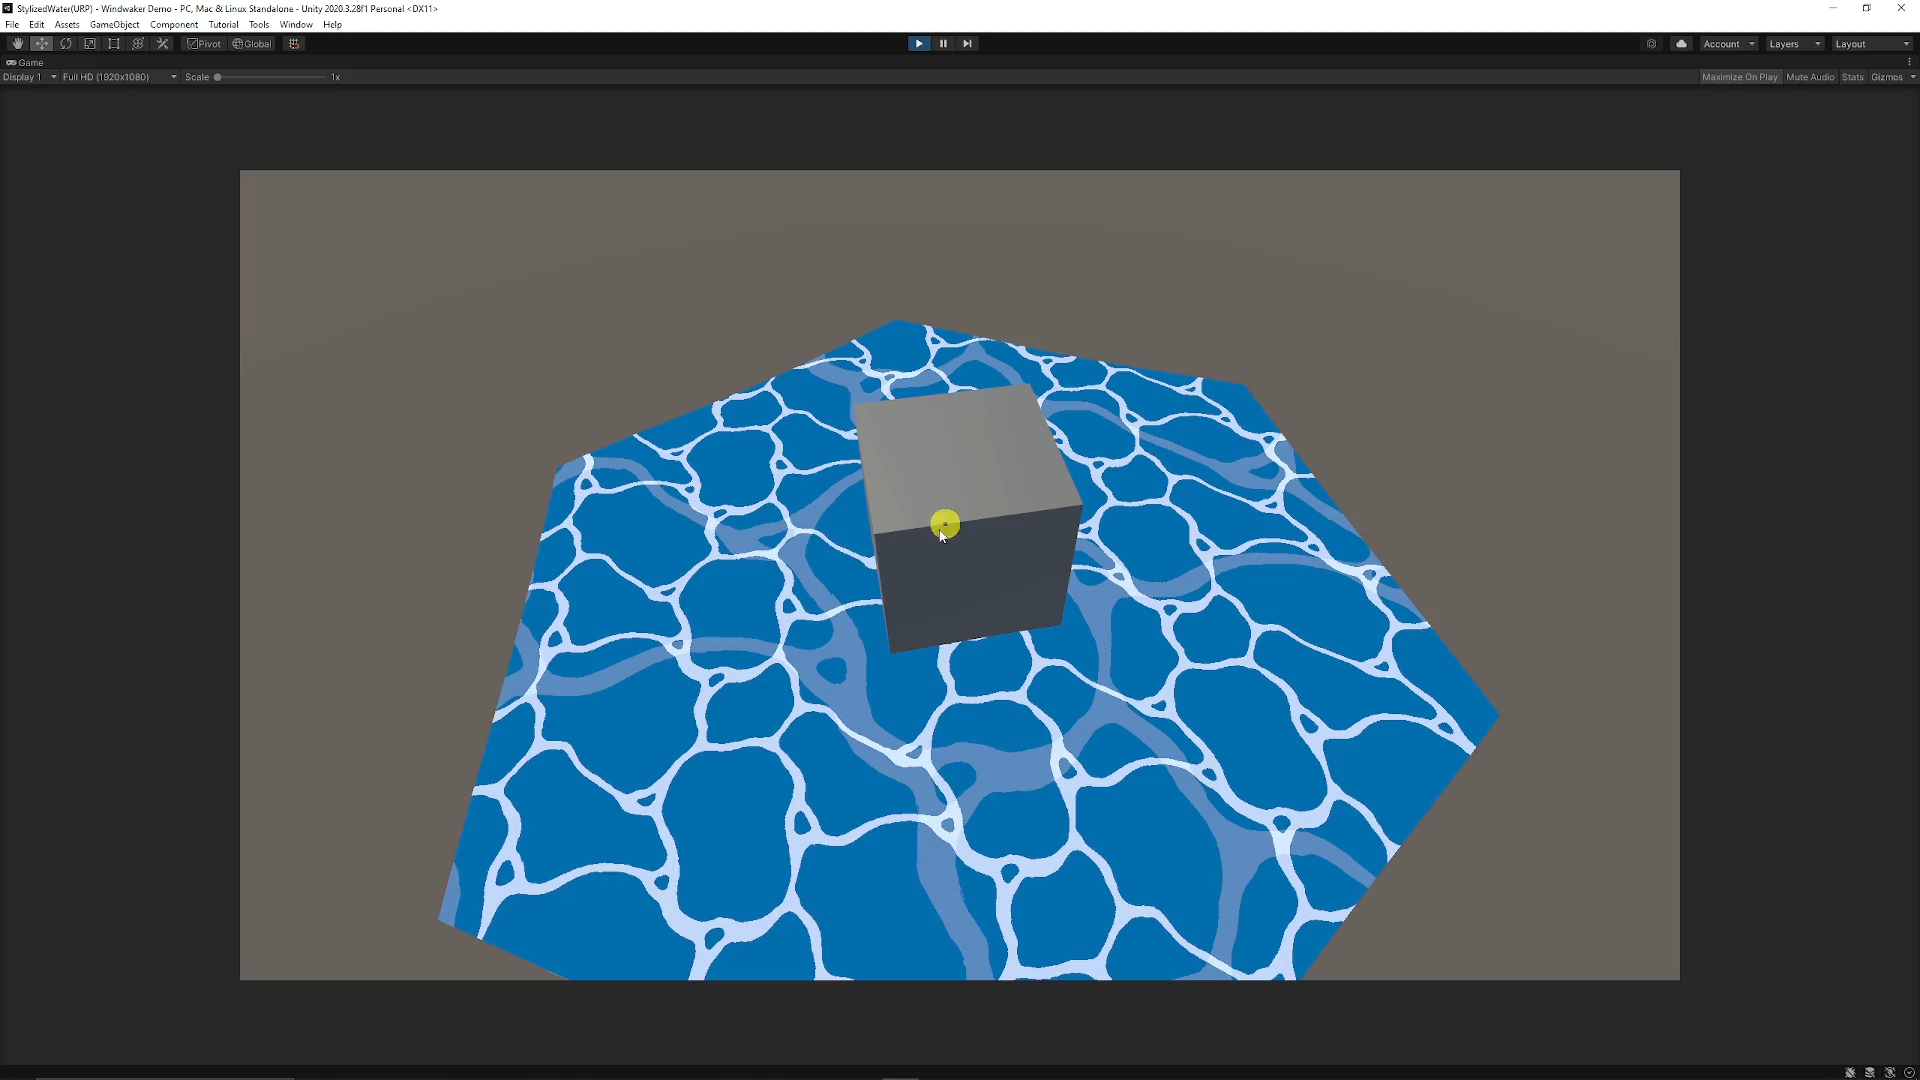 StylizedWater(URP) - Windwaker Demo - PC, Mac & Linux Standalone - Unity 2020.3.28f1 Personal <DX11>
File Edit Assets GameObject Component Tutorial Tools Window Help
Pivot Global Account Layers Layout
Game
Display 1 Full HD (1920x1080) Scale 1x Maximize On Play Mute Audio Stats Gizmos